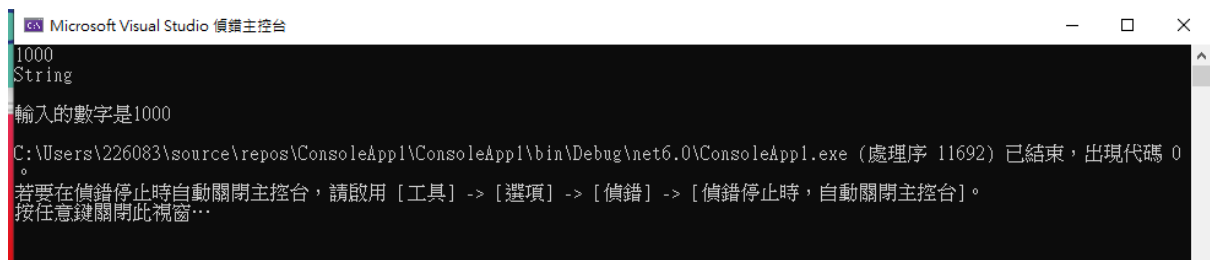 Microsoft Visual Studio 偵錯主控台
1000
String
輸入的數字是1000
C:\Users\226083\source\repos\ConsoleApp1\ConsoleApp1\bin\Debug\net6.0\ConsoleApp1.exe (處理序 11692) 已結束，出現代碼 0
。
若要在偵錯停止時自動關閉主控台，請啟用 [工具] -> [選項] -> [偵錯] -> [偵錯停止時，自動關閉主控台]。
按任意鍵關閉此視窗…